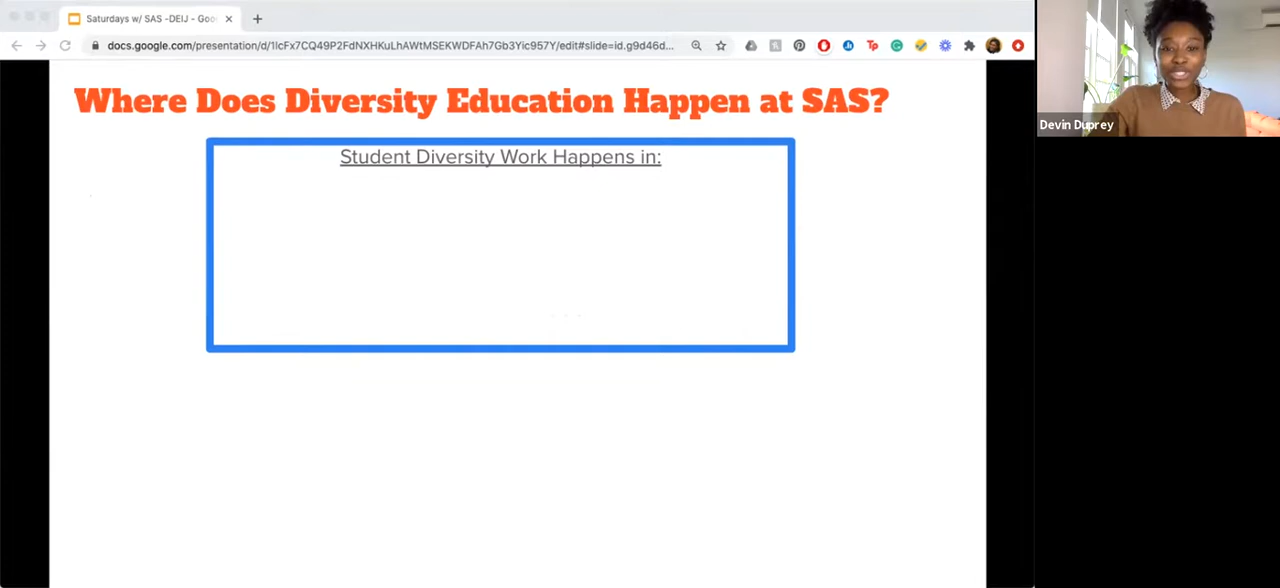 Saturdays w/ SAS -DEIJ - Goo
docs.google.com/presentation/d/1lcFx7CQ49P2FdNXHKuLhAWtMSEKWDFAh7Gb3Yic957Y/edit#slide=id.g9d46d...
Devin Duprey
Where Does Diversity Education Happen at SAS?
Student Diversity Work Happens in: